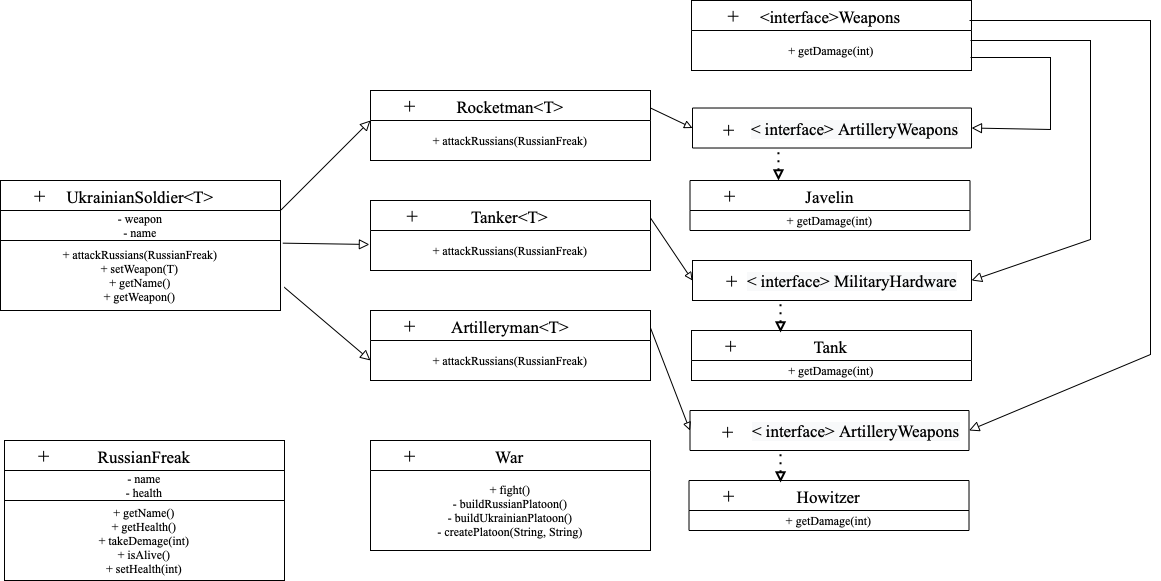 + <interface>Weapons
+ getDamage(int)
+ Rocketman<T>
+ attackRussians(RussianFreak)
+ < interface> ArtilleryWeapons
+ UkrainianSoldier<T>
- weapon
- name
+ attackRussians(RussianFreak)
+ setWeapon(T)
+ getName()
+ getWeapon()
+ Javelin
+ getDamage(int)
+ Tanker<T>
+ attackRussians(RussianFreak)
+ < interface> MilitaryHardware
+ Artilleryman<T>
+ attackRussians(RussianFreak)
+ Tank
+ getDamage(int)
+ < interface> ArtilleryWeapons
+ RussianFreak
- name
- health
+ getName()
+ getHealth()
+ takeDemage(int)
+ isAlive()
+ setHealth(int)
+ War
+ fight()
- buildRussianPlatoon()
- buildUkrainianPlatoon()
- createPlatoon(String, String)
+ Howitzer
+ getDamage(int)